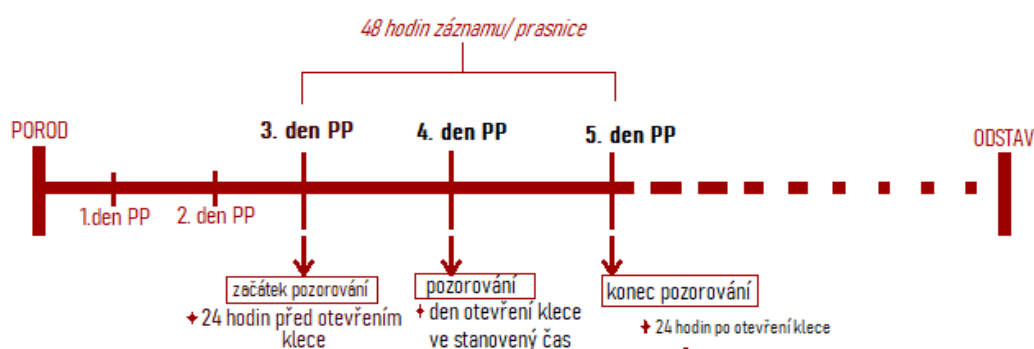 48 hodin záznamu/ prasnice
POROD
3. den PP
4. den PP
5. den PP
ODSTAV
1.den PP
2. den PP
začátek pozorování
24 hodin před otevřením
klece
pozorování
den otevření klece
ve stanovený čas
konec pozorování
24 hodin po otevření klece